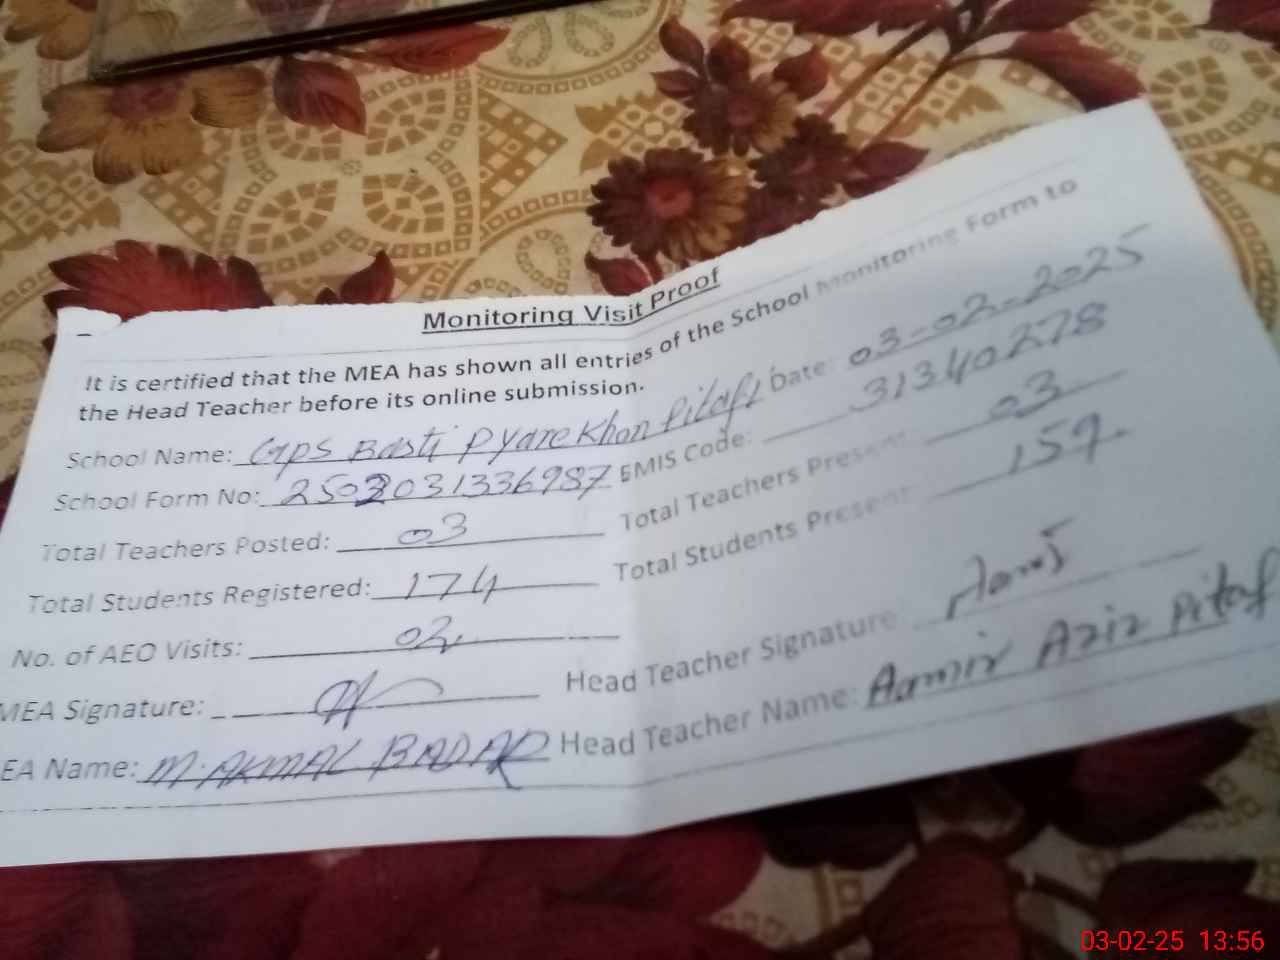 Monitoring Visit Proof
It is certified that the MEA has shown all entries of the School Monitoring Form to
the Head Teacher before its online submission.
School Name: GPS Basti Pyare Khan Pitafi Date: 03-02-2025
School Form No: 2502031336987 EMIS Code: 31340278
Total Teachers Posted: 03 Total Teachers Present: 03
Total Students Registered: 174 Total Students Present: 159
No. of AEO Visits: 02
MEA Signature: Head Teacher Signature: Aamir
EA Name: M. AKMAL BADAR Head Teacher Name: Aamir Aziz Pitaf
03-02-25 13:56